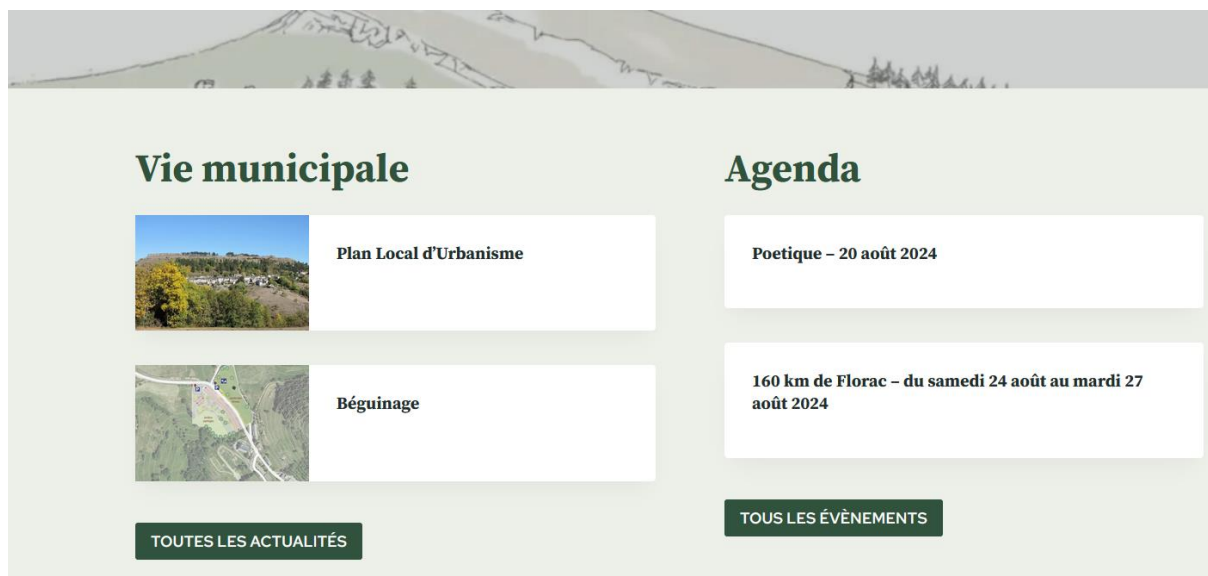 Vie municipale
Plan Local d’Urbanisme
Béguinage
TOUTES LES ACTUALITÉS
Agenda
Poetique – 20 août 2024
160 km de Florac – du samedi 24 août au mardi 27
août 2024
TOUS LES ÉVÈNEMENTS